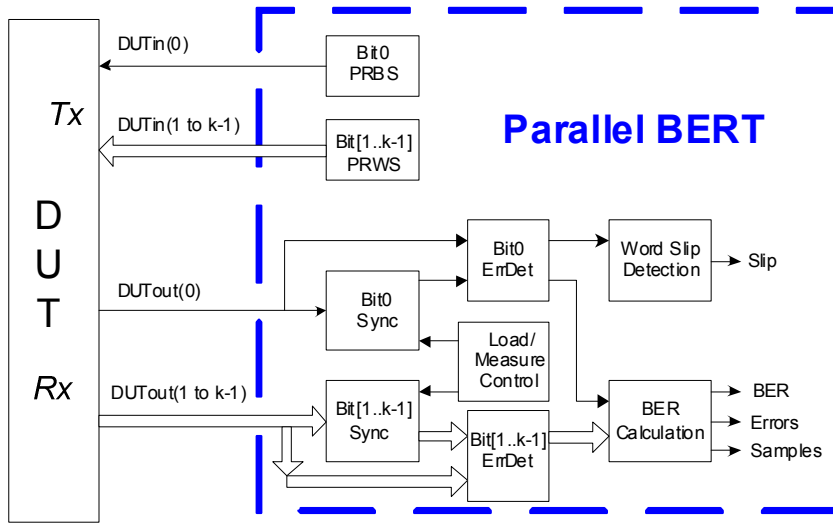 DUTin(0)
Bit0
PRBS
Tx
DUTin(1 to k-1)
Bit[1..k-1]
PRWS
Parallel BERT
D
U
T
Rx
DUTout(0)
Bit0
Sync
Bit0
ErrDet
Word Slip
Detection
Slip
Load/
Measure
Control
DUTout(1 to k-1)
Bit[1..k-1]
Sync
Bit[1..k-1]
ErrDet
BER
Calculation
BER
Errors
Samples